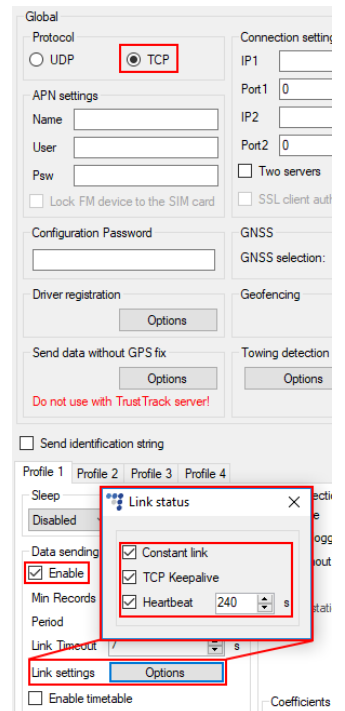 Global
Protocol
UDP
TCP
Connection setting
IP1
Port1 0
IP2
Port2 0
Two servers
SSL client auth
APN settings
Name
User
Psw
Lock FM device to the SIM card
Configuration Password
GNSS
GNSS selection:
Driver registration
Options
Geofencing
Send data without GPS fix
Options
Do not use with TrustTrack server!
Towing detection
Options
Send identification string
Profile 1 Profile 2 Profile 3 Profile 4
Sleep
Disabled
Link status
Constant link
TCP Keepalive
Heartbeat 240 s
Data sending
Enable
Min Records
Period
Link Timeout s
Link settings Options
Enable timetable
Coefficients